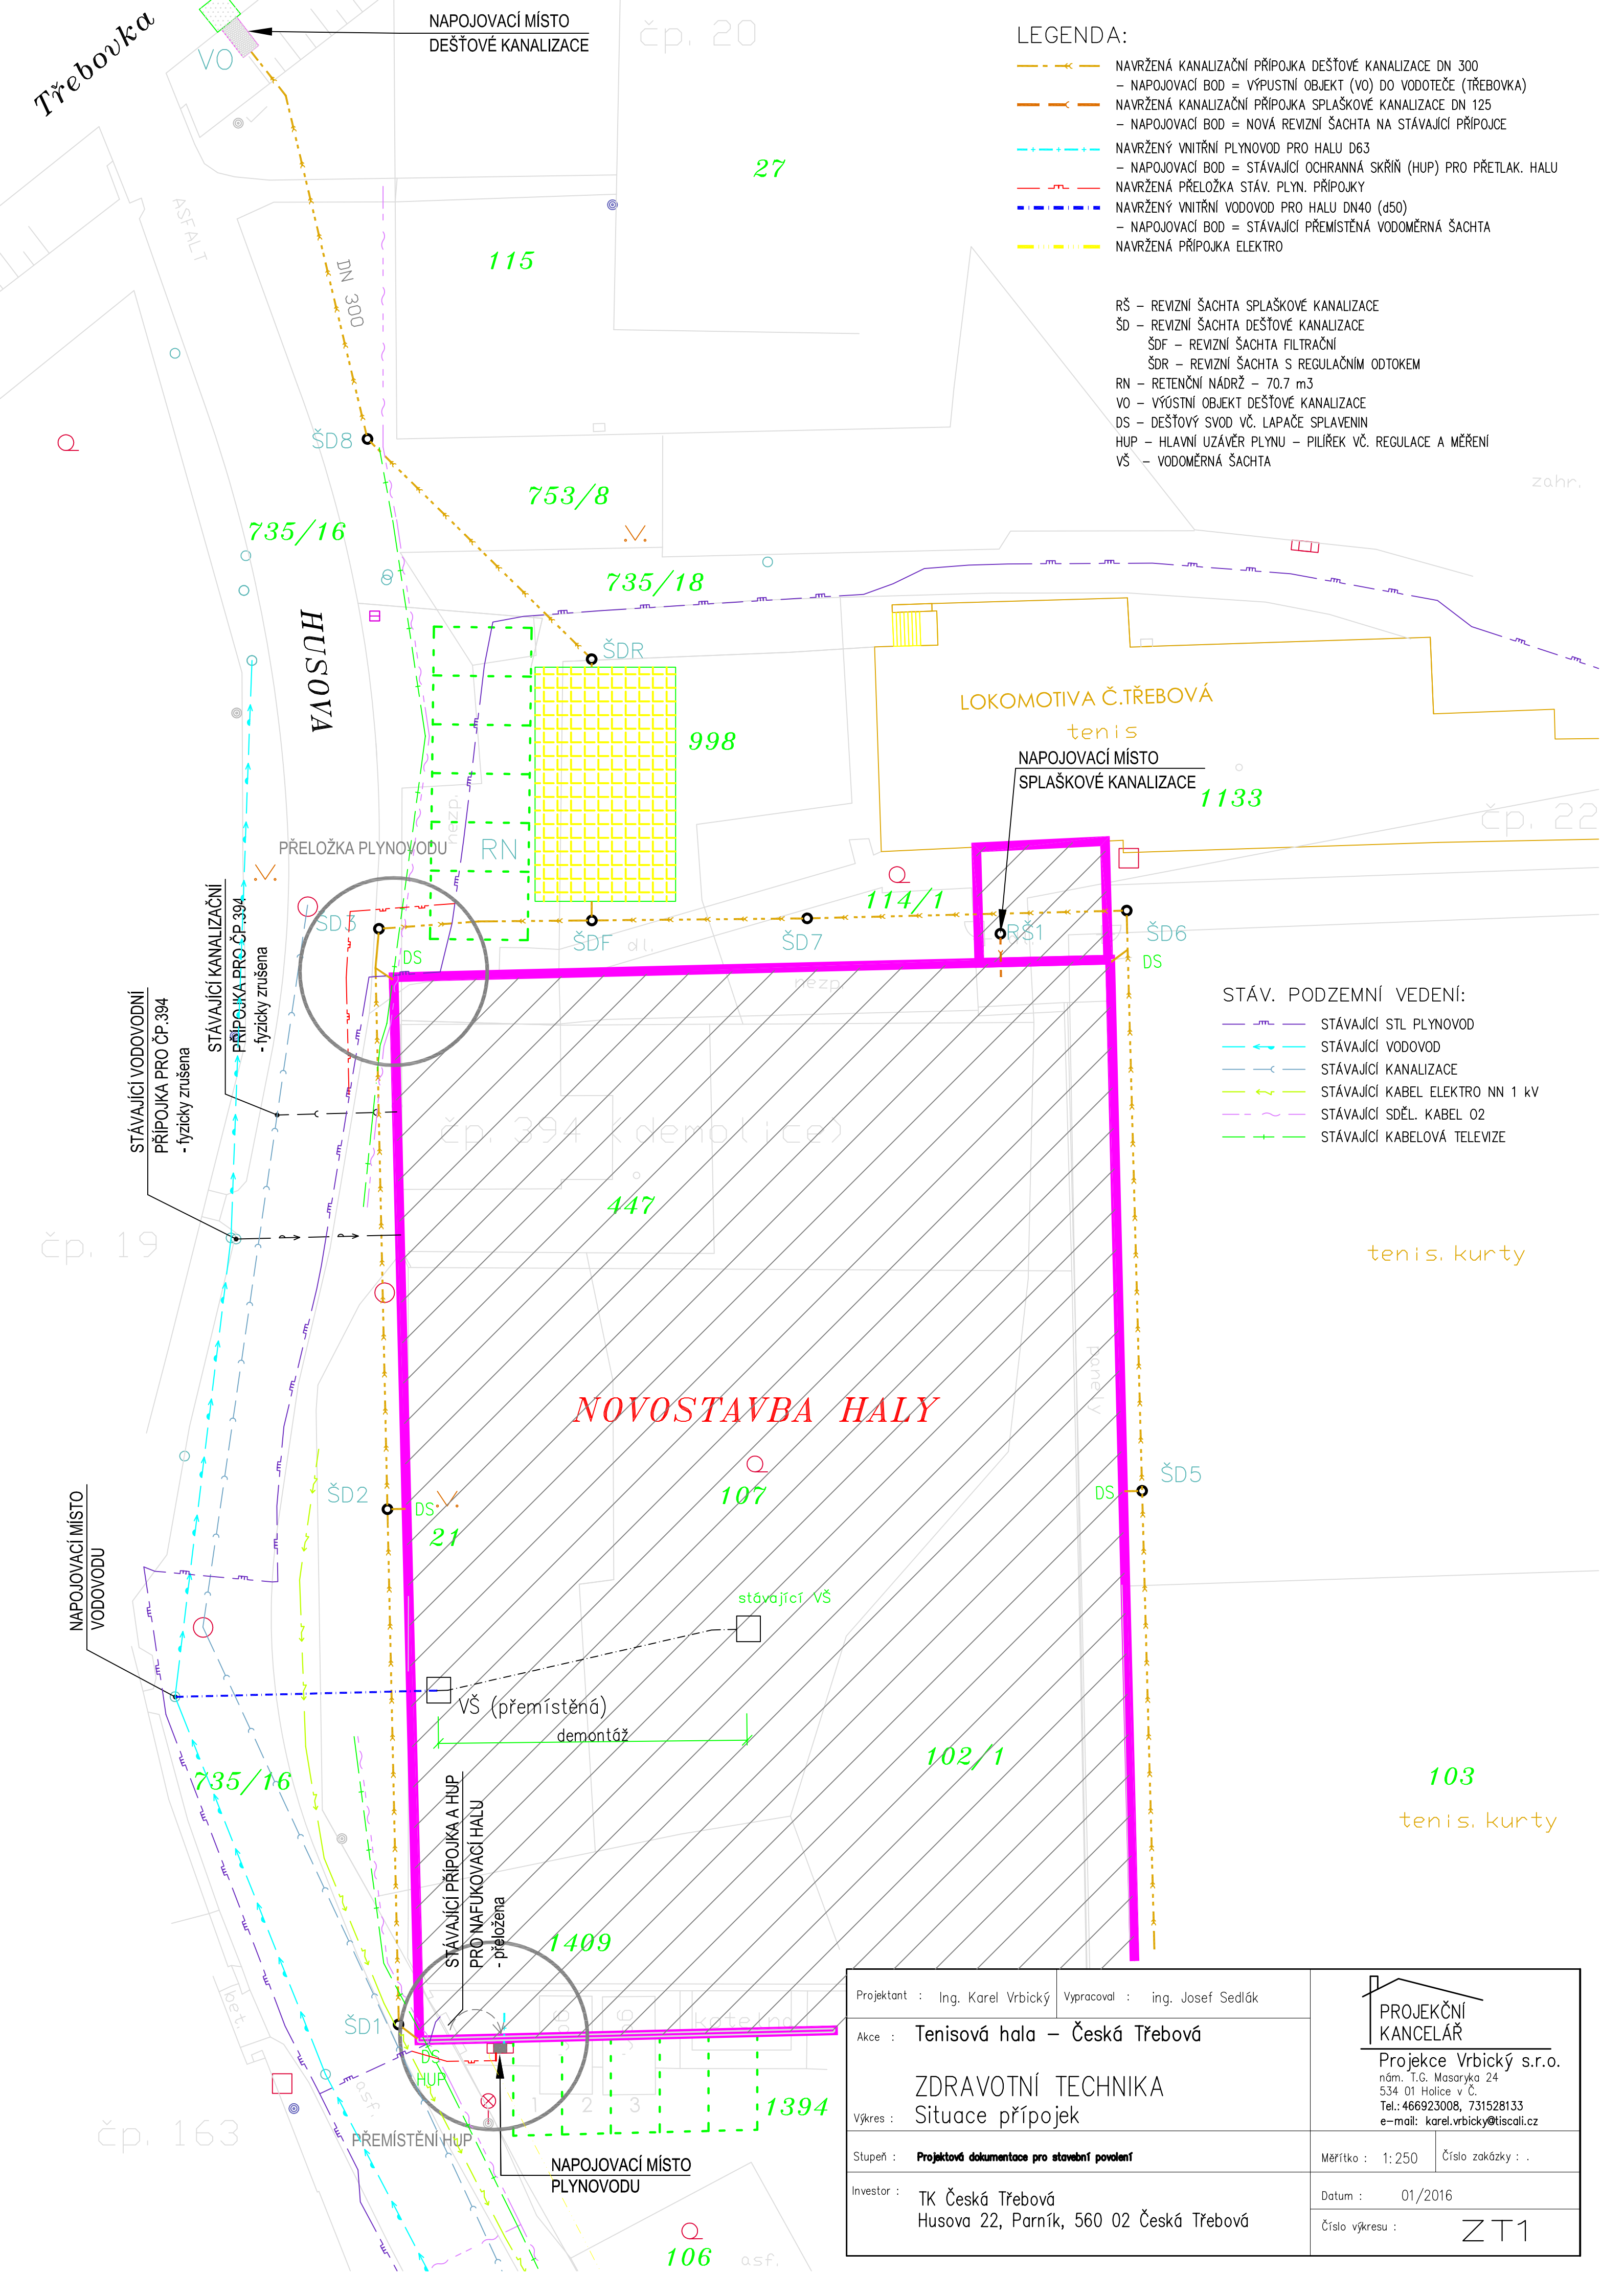 Třebovka
VO
NAPOJOVACÍ MÍSTO
DEŠŤOVÉ KANALIZACE
čp. 20
27
ASFALT
115
DN 300
LEGENDA:
NAVRŽENÁ KANALIZAČNÍ PŘÍPOJKA DEŠŤOVÉ KANALIZACE DN 300
- NAPOJOVACÍ BOD = VÝPUSTNÍ OBJEKT (VO) DO VODOTEČE (TŘEBOVKA)
NAVRŽENÁ KANALIZAČNÍ PŘÍPOJKA SPLAŠKOVÉ KANALIZACE DN 125
- NAPOJOVACÍ BOD = NOVÁ REVIZNÍ ŠACHTA NA STÁVAJÍCÍ PŘÍPOJCE
NAVRŽENÝ VNITŘNÍ PLYNOVOD PRO HALU D63
- NAPOJOVACÍ BOD = STÁVAJÍCÍ OCHRANNÁ SKŘÍŇ (HUP) PRO PŘETLAK. HALU
NAVRŽENÁ PŘELOŽKA STÁV. PLYN. PŘÍPOJKY
NAVRŽENÝ VNITŘNÍ VODOVOD PRO HALU DN40 (d50)
- NAPOJOVACÍ BOD = STÁVAJÍCÍ PŘEMÍSTĚNÁ VODOMĚRNÁ ŠACHTA
NAVRŽENÁ PŘÍPOJKA ELEKTRO
RŠ - REVIZNÍ ŠACHTA SPLAŠKOVÉ KANALIZACE
ŠD - REVIZNÍ ŠACHTA DEŠŤOVÉ KANALIZACE
ŠDF - REVIZNÍ ŠACHTA FILTRAČNÍ
ŠDR - REVIZNÍ ŠACHTA S REGULAČNÍM ODTOKEM
RN - RETENČNÍ NÁDRŽ - 70.7 m3
VO - VÝÚSTNÍ OBJEKT DEŠŤOVÉ KANALIZACE
DS - DEŠŤOVÝ SVOD VČ. LAPAČE SPLAVENIN
HUP - HLAVNÍ UZÁVĚR PLYNU - PILÍŘEK VČ. REGULACE A MĚŘENÍ
VŠ - VODOMĚRNÁ ŠACHTA
zahr.
ŠD8
753/8
735/16
735/18
HUSOVA
ŠDR
998
LOKOMOTIVA Č.TŘEBOVÁ
tenis
NAPOJOVACÍ MÍSTO
SPLAŠKOVÉ KANALIZACE
1133
čp. 22
nezp.
RN
PŘELOŽKA PLYNOVODU
114/1
ŠD3
ŠDF
dl.
ŠD7
RŠ1
ŠD6
DS
DS
nezp.
STÁVAJÍCÍ KANALIZAČNÍ
PŘÍPOJKA PRO ČP.394
- fyzicky zrušena
STÁVAJÍCÍ VODOVODNÍ
PŘÍPOJKA PRO ČP.394
- fyzicky zrušena
STÁV. PODZEMNÍ VEDENÍ:
STÁVAJÍCÍ STL PLYNOVOD
STÁVAJÍCÍ VODOVOD
STÁVAJÍCÍ KANALIZACE
STÁVAJÍCÍ KABEL ELEKTRO NN 1 kV
STÁVAJÍCÍ SDĚL. KABEL O2
STÁVAJÍCÍ KABELOVÁ TELEVIZE
čp. 394 (demolice)
447
čp. 19
tenis. kurty
panely
NOVOSTAVBA HALY
107
ŠD2
DS
21
DS
ŠD5
NAPOJOVACÍ MÍSTO
VODOVODU
stávající VŠ
VŠ (přemístěná)
demontáž
735/16
102/1
103
tenis. kurty
STÁVAJÍCÍ PŘÍPOJKA A HUP
PRO NAFUKOVACÍ HALU
- přeložena
1409
bet.
ŠD1
DS
HUP
kotelna
asf.
1
2
3
1394
čp. 163
PŘEMÍSTĚNÍ HUP
NAPOJOVACÍ MÍSTO
PLYNOVODU
106
asf.
Projektant :
Ing. Karel Vrbický
Vypracoval :
ing. Josef Sedlák
Akce :
Tenisová hala - Česká Třebová
ZDRAVOTNÍ TECHNIKA
Výkres :
Situace přípojek
Stupeň :
Projektová dokumentace pro stavební povolení
Investor :
TK Česká Třebová
Husova 22, Parník, 560 02 Česká Třebová
PROJEKČNÍ
KANCELÁŘ
Projekce Vrbický s.r.o.
nám. T.G. Masaryka 24
534 01 Holice v Č.
Tel.: 466923008, 731528133
e-mail: karel.vrbicky@tiscali.cz
Měřítko :
1:250
Číslo zakázky : .
Datum :
01/2016
Číslo výkresu :
ZT1